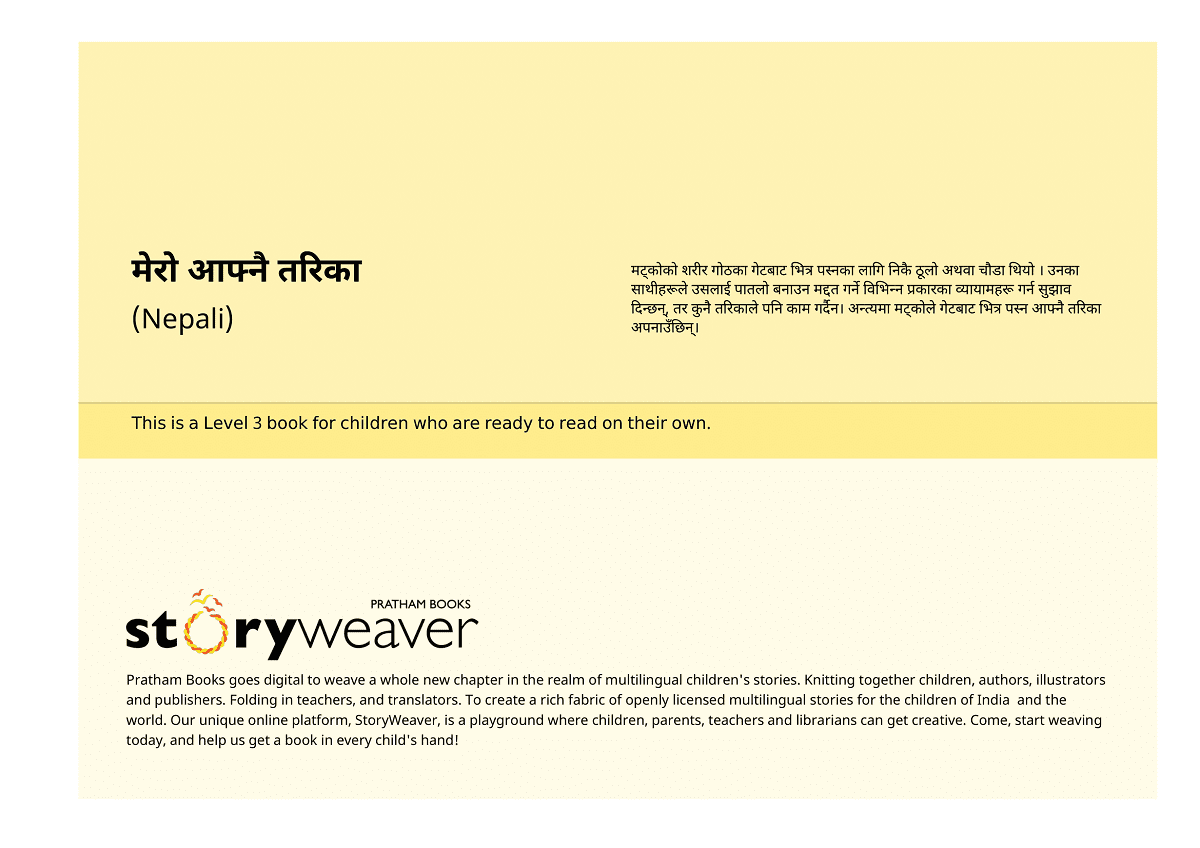 मेरो आफ्नै तरिका
(Nepali)
मट्कोको शरीर गोठका गेटबाट भित्र पस्नका लागि निकै ठूलो अथवा चौडा थियो । उनका
साथीहरूले उसलाई पातलो बनाउन मद्दत गर्ने विभिन्न प्रकारका व्यायामहरू गर्न सुझाव
दिन्छन्, तर कुनै तरिकाले पनि काम गर्दैन। अन्त्यमा मट्कोले गेटबाट भित्र पस्न आफ्नै तरिका
अपनाउँछिन्।
This is a Level 3 book for children who are ready to read on their own.
PRATHAM BOOKS
storyweaver
Pratham Books goes digital to weave a whole new chapter in the realm of multilingual children's stories. Knitting together children, authors, illustrators
and publishers. Folding in teachers, and translators. To create a rich fabric of openly licensed multilingual stories for the children of India and the
world. Our unique online platform, StoryWeaver, is a playground where children, parents, teachers and librarians can get creative. Come, start weaving
today, and help us get a book in every child's hand!